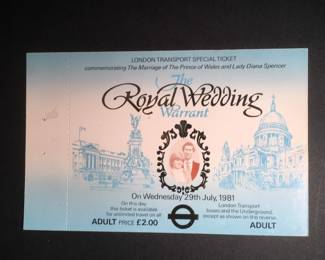 LONDON TRANSPORT SPECIAL TICKET
commemorating The Marriage of The Prince of Wales and Lady Diana Spencer
The
Royal Wedding
Warrant
On Wednesday 29th July, 1981
On this day
this ticket is available
for unlimited travel on all
London Transport
buses and the Underground,
except as shown on the reverse.
ADULT PRICE £2.00
ADULT